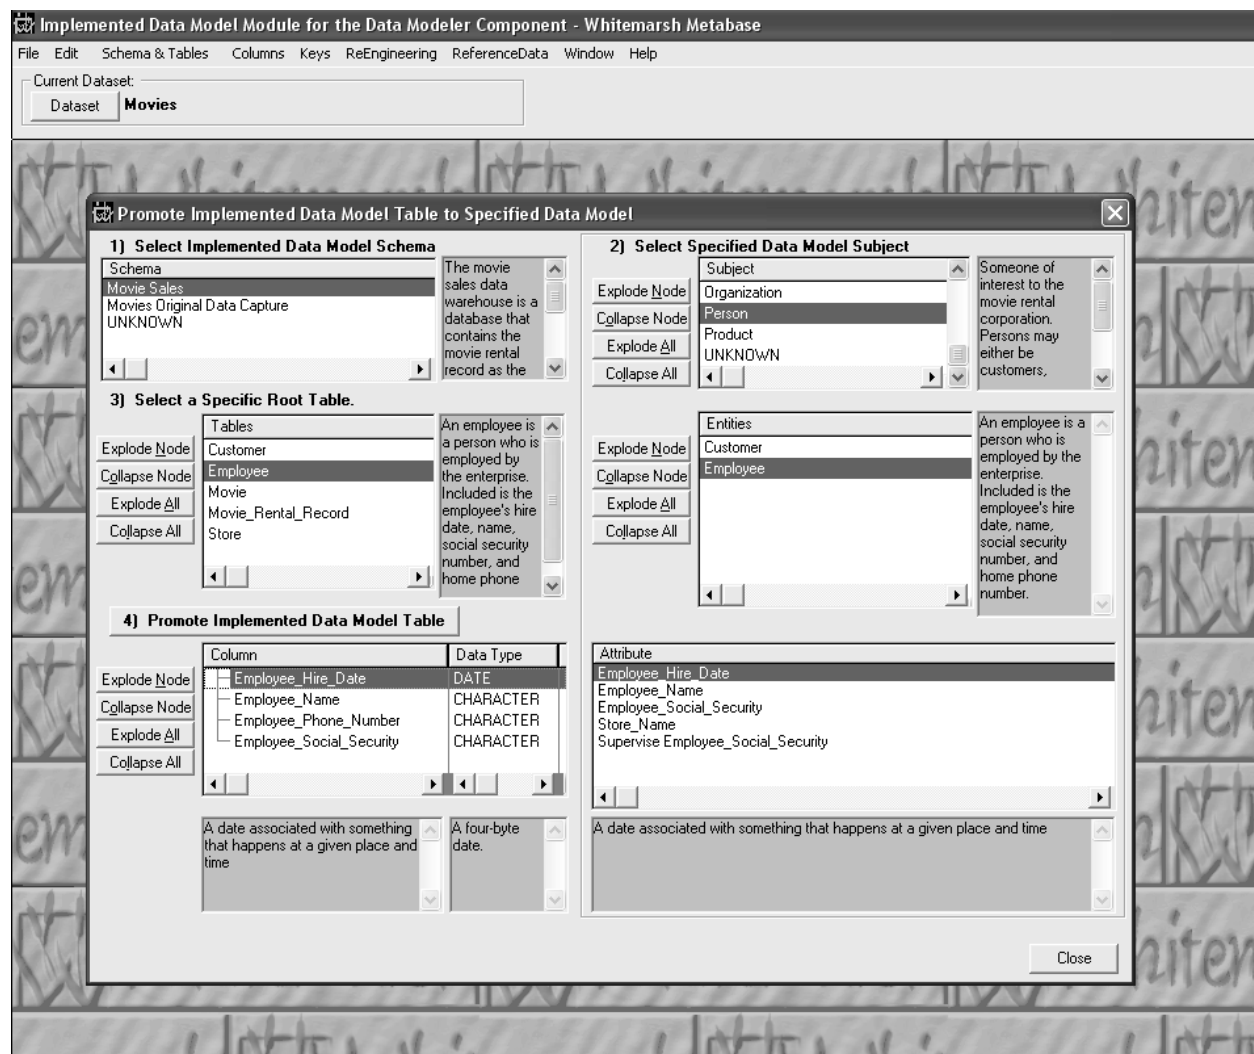 Implemented Data Model Module for the Data Modeler Component - Whitemarsh Metabase
File Edit Schema & Tables Columns Keys ReEngineering ReferenceData Window Help
Current Dataset:
Dataset Movies
Promote Implemented Data Model Table to Specified Data Model
1) Select Implemented Data Model Schema
Schema
Movie Sales
Movies Original Data Capture
UNKNOWN
The movie
sales data
warehouse is a
database that
contains the
movie rental
record as the
2) Select Specified Data Model Subject
Explode Node
Collapse Node
Explode All
Collapse All
Subject
Organization
Person
Product
UNKNOWN
Someone of
interest to the
movie rental
corporation.
Persons may
either be
customers,
3) Select a Specific Root Table.
Explode Node
Collapse Node
Explode All
Collapse All
Tables
Customer
Employee
Movie
Movie_Rental_Record
Store
An employee is
a person who is
employed by
the enterprise.
Included is the
employee's hire
date, name,
social security
number, and
home phone
Explode Node
Collapse Node
Explode All
Collapse All
Entities
Customer
Employee
An employee is a
person who is
employed by the
enterprise.
Included is the
employee's hire
date, name,
social security
number, and
home phone
number.
4) Promote Implemented Data Model Table
Explode Node
Collapse Node
Explode All
Collapse All
Column Data Type
Employee_Hire_Date DATE
Employee_Name CHARACTER
Employee_Phone_Number CHARACTER
Employee_Social_Security CHARACTER
A date associated with something
that happens at a given place and
time
A four-byte
date.
Attribute
Employee_Hire_Date
Employee_Name
Employee_Social_Security
Store_Name
Supervise Employee_Social_Security
A date associated with something that happens at a given place and time
Close